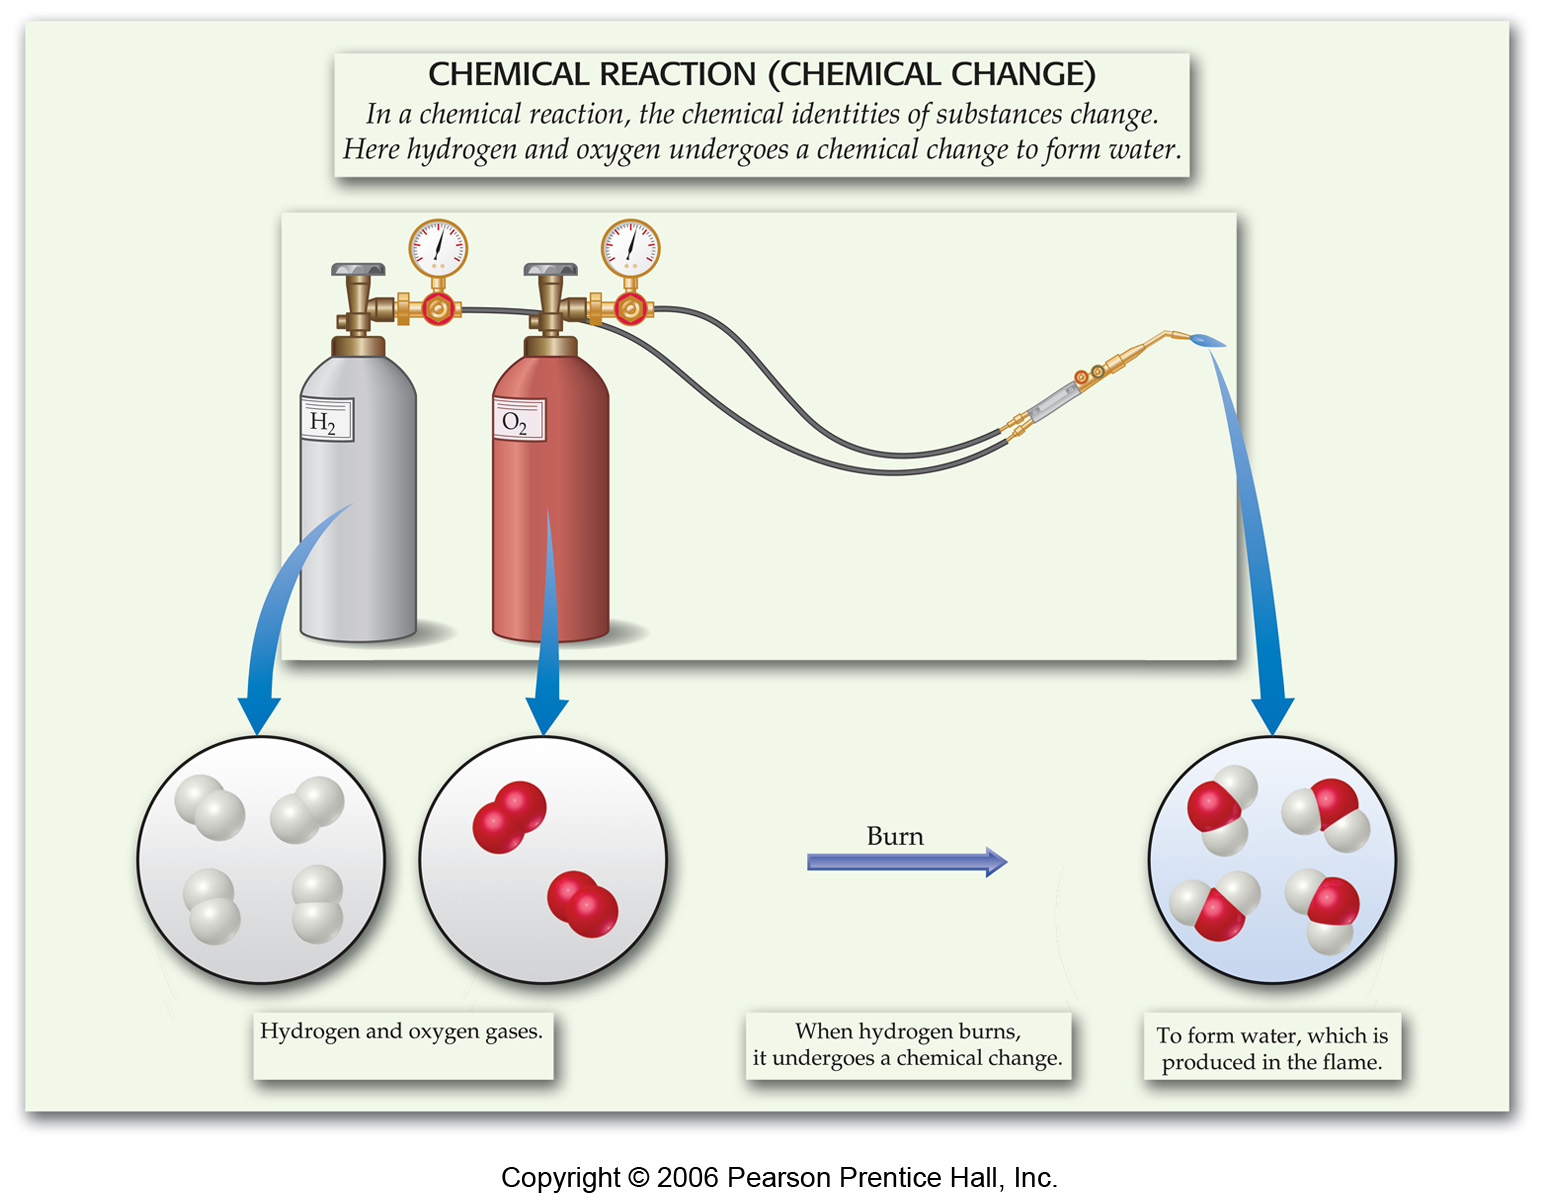 CHEMICAL REACTION (CHEMICAL CHANGE)
In a chemical reaction, the chemical identities of substances change.
Here hydrogen and oxygen undergoes a chemical change to form water.
H2
O2
Burn
Hydrogen and oxygen gases.
When hydrogen burns,
it undergoes a chemical change.
To form water, which is
produced in the flame.
Copyright © 2006 Pearson Prentice Hall, Inc.